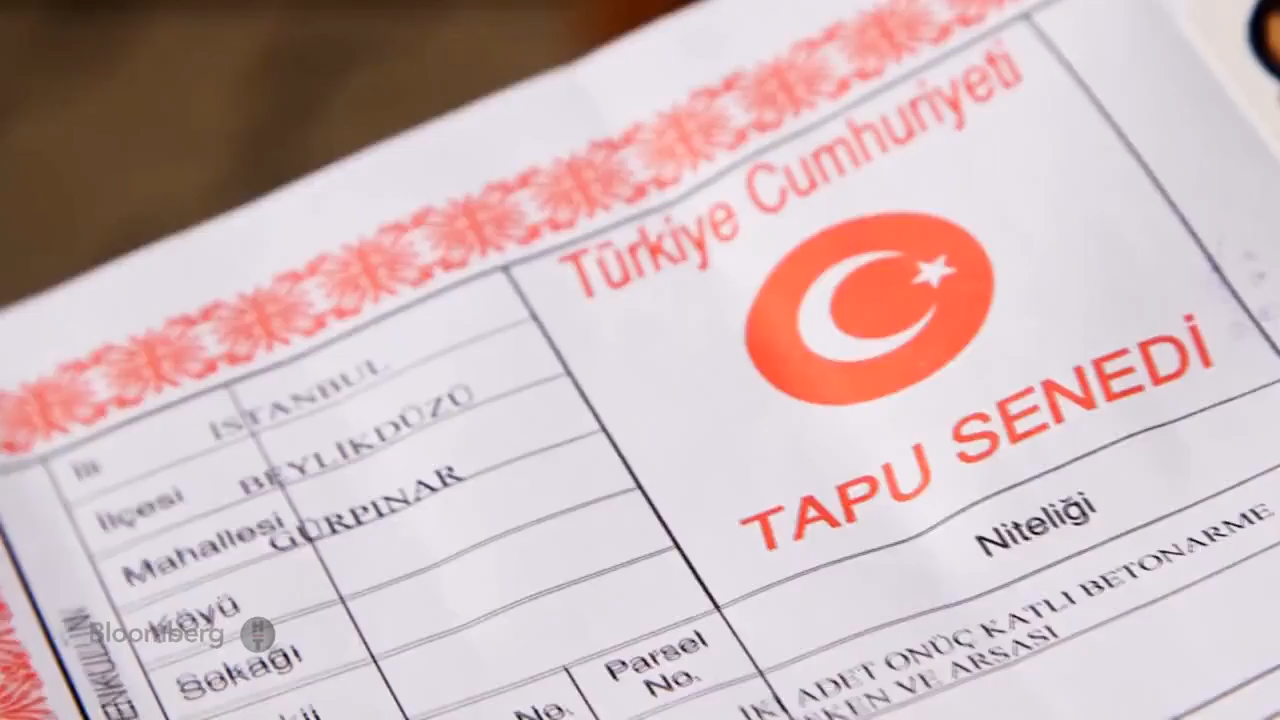 Türkiye Cumhuriyeti
TAPU SENEDİ
İli
İSTANBUL
İlçesi
BEYLİKDÜZÜ
Mahallesi
GÜRPINAR
Köyü
Sokağı
Niteliği
ADET ONÜÇ KATLI BETONARME
VE ARSASI
Parsel
No.
No.
Bloomberg